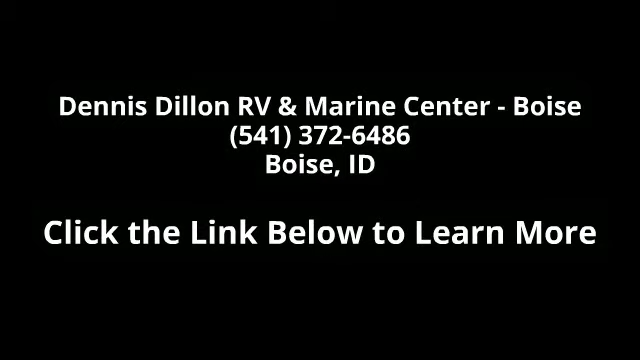 Dennis Dillon RV & Marine Center - Boise
(541) 372-6486
Boise, ID
Click the Link Below to Learn More